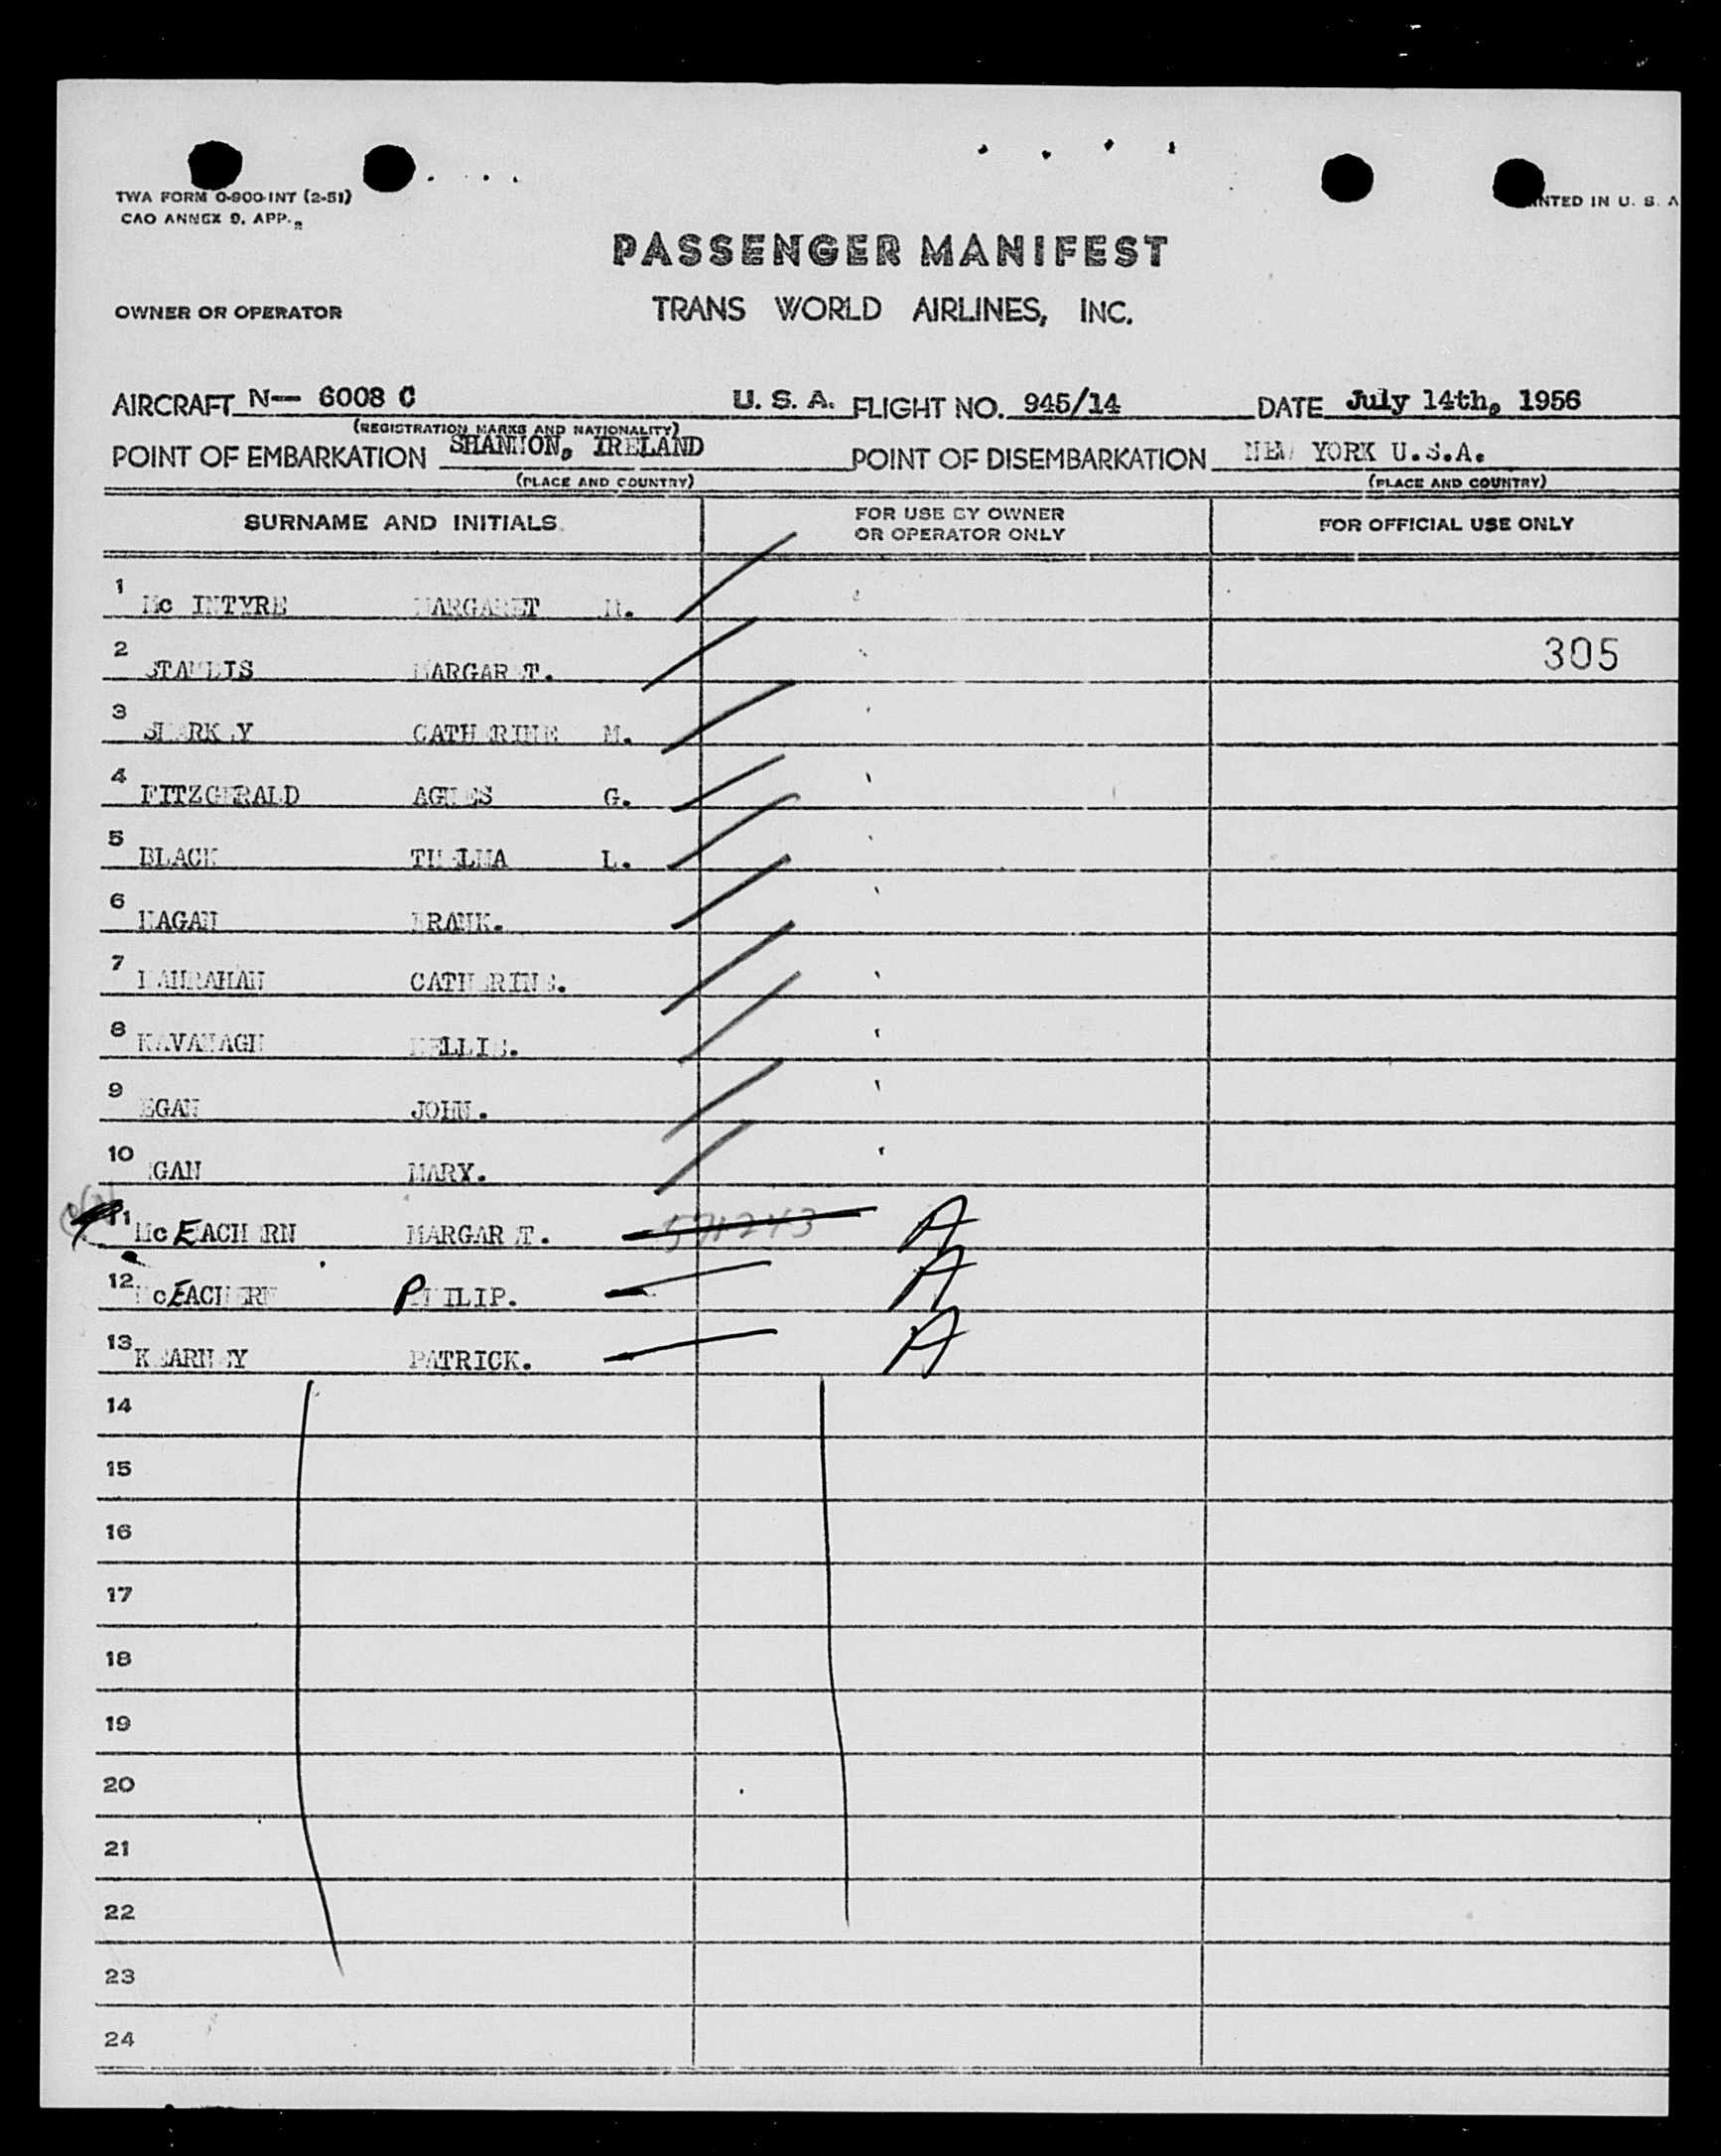 TWA FORM O-900-INT (2-51)
CAO ANNEX 9, APP.
NTED IN U. S. A
PASSENGER MANIFEST
OWNER OR OPERATOR TRANS WORLD AIRLINES, INC.
AIRCRAFT N-- 6008 C U. S. A. FLIGHT NO. 945/14 DATE July 14th, 1956
(REGISTRATION MARKS AND NATIONALITY)
POINT OF EMBARKATION SHANNON, IRELAND POINT OF DISEMBARKATION NEW YORK U.S.A.
(PLACE AND COUNTRY) (PLACE AND COUNTRY)
SURNAME AND INITIALS FOR USE BY OWNER OR OPERATOR ONLY FOR OFFICIAL USE ONLY
1 Mc INTYRE MARGARET
2 MARGARET. 305
3 SHARKEY CATHERINE M.
4 FITZGERALD AGNES G.
5 BLACK THELMA L.
6 FRANK.
7 HANRAHAN CATHERINE.
8 KAVANAGH NELLIE.
9 EGAN JOHN.
10 EGAN MARY.
11 Mc EACHERN MARGARET. A
12 McEACHERN PHILIP. A
13 KEARNEY PATRICK. A
14
15
16
17
18
19
20
21
22
23
24